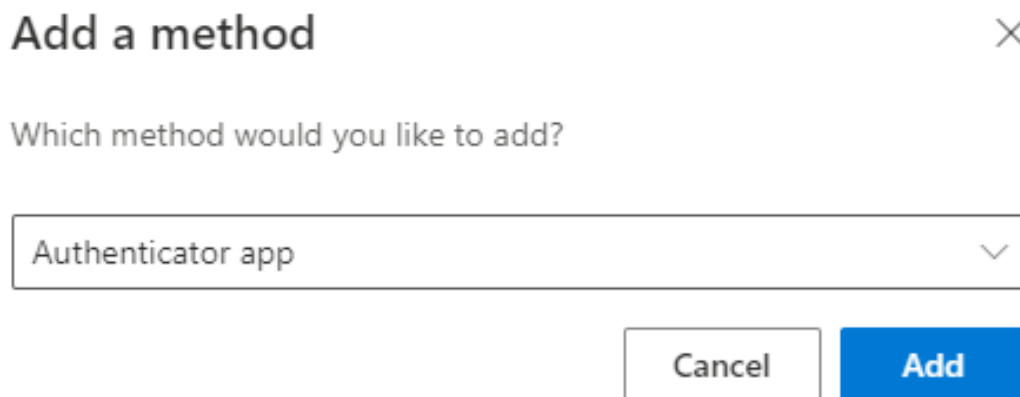 Add a method
Which method would you like to add?
Authenticator app
Cancel
Add